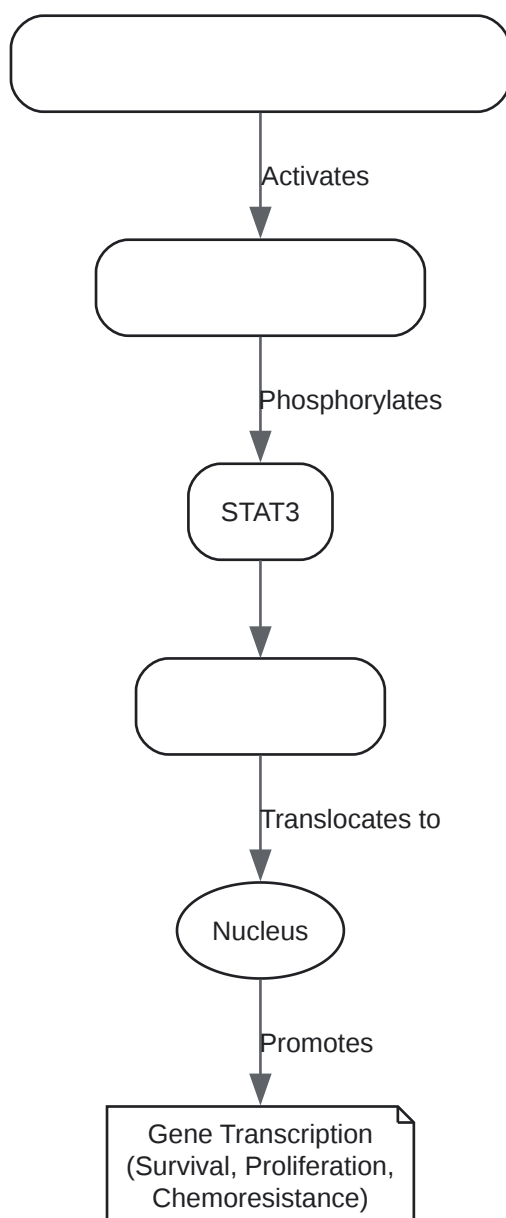 Activates
Phosphorylates
STAT3
Translocates to
Nucleus
Promotes
Gene Transcription
(Survival, Proliferation,
Chemoresistance)